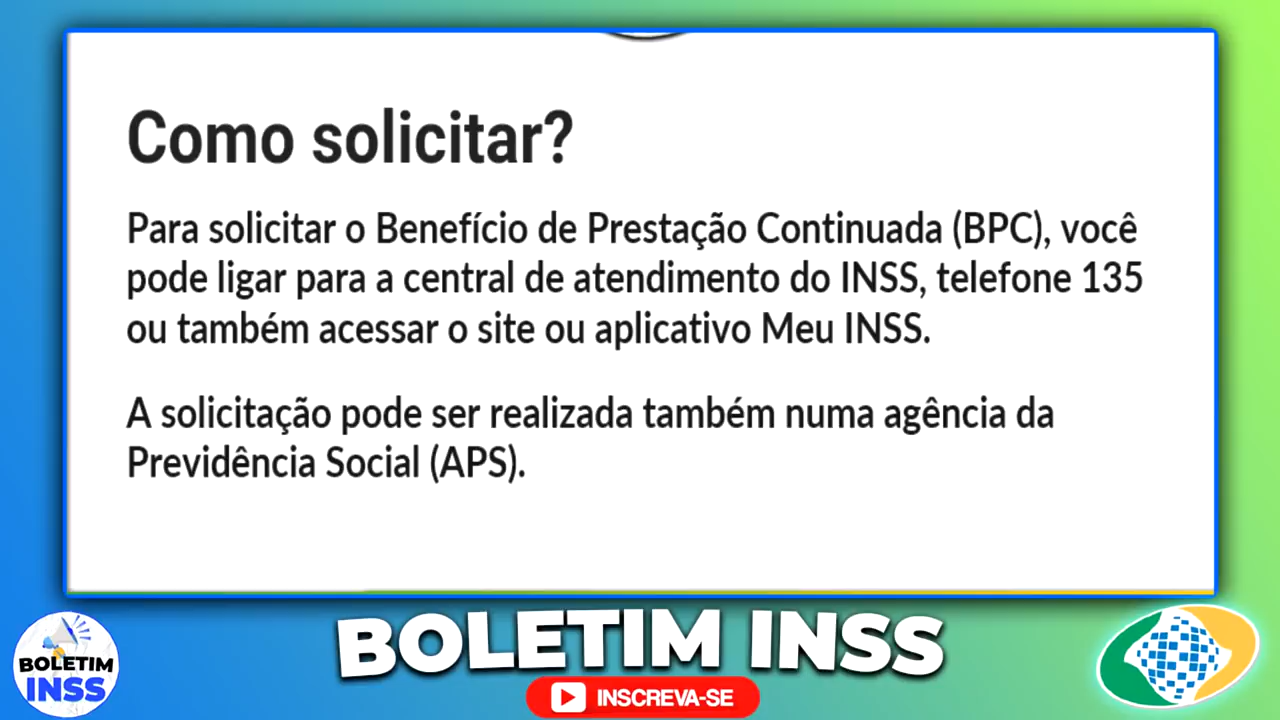 Como solicitar?
Para solicitar o Benefício de Prestação Continuada (BPC), você
pode ligar para a central de atendimento do INSS, telefone 135
ou também acessar o site ou aplicativo Meu INSS.
A solicitação pode ser realizada também numa agência da
Previdência Social (APS).
BOLETIM INSS
INSCREVA-SE
BOLETIM
INSS